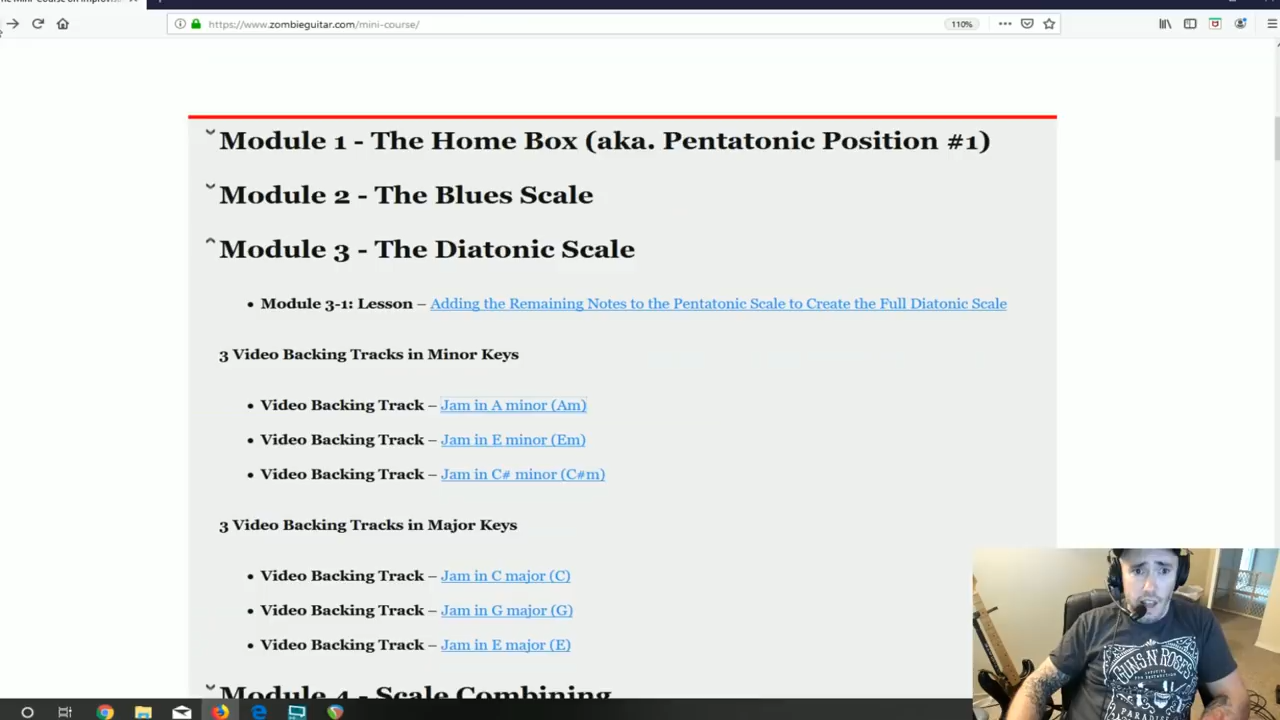 https://www.zombieguitar.com/mini-course/
110%
Module 1 - The Home Box (aka. Pentatonic Position #1)
Module 2 - The Blues Scale
Module 3 - The Diatonic Scale
• Module 3-1: Lesson – Adding the Remaining Notes to the Pentatonic Scale to Create the Full Diatonic Scale
3 Video Backing Tracks in Minor Keys
• Video Backing Track – Jam in A minor (Am)
• Video Backing Track – Jam in E minor (Em)
• Video Backing Track – Jam in C# minor (C#m)
3 Video Backing Tracks in Major Keys
• Video Backing Track – Jam in C major (C)
• Video Backing Track – Jam in G major (G)
• Video Backing Track – Jam in E major (E)
Module 4 - Scale Combining
GUNS N' ROSES
PARADISE